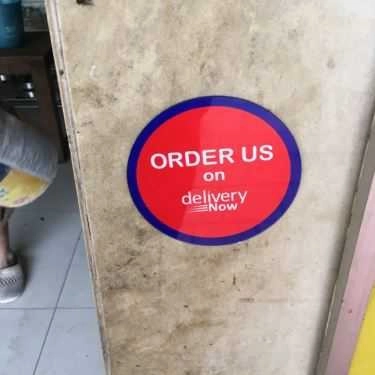 ORDER US
on
delivery
Now